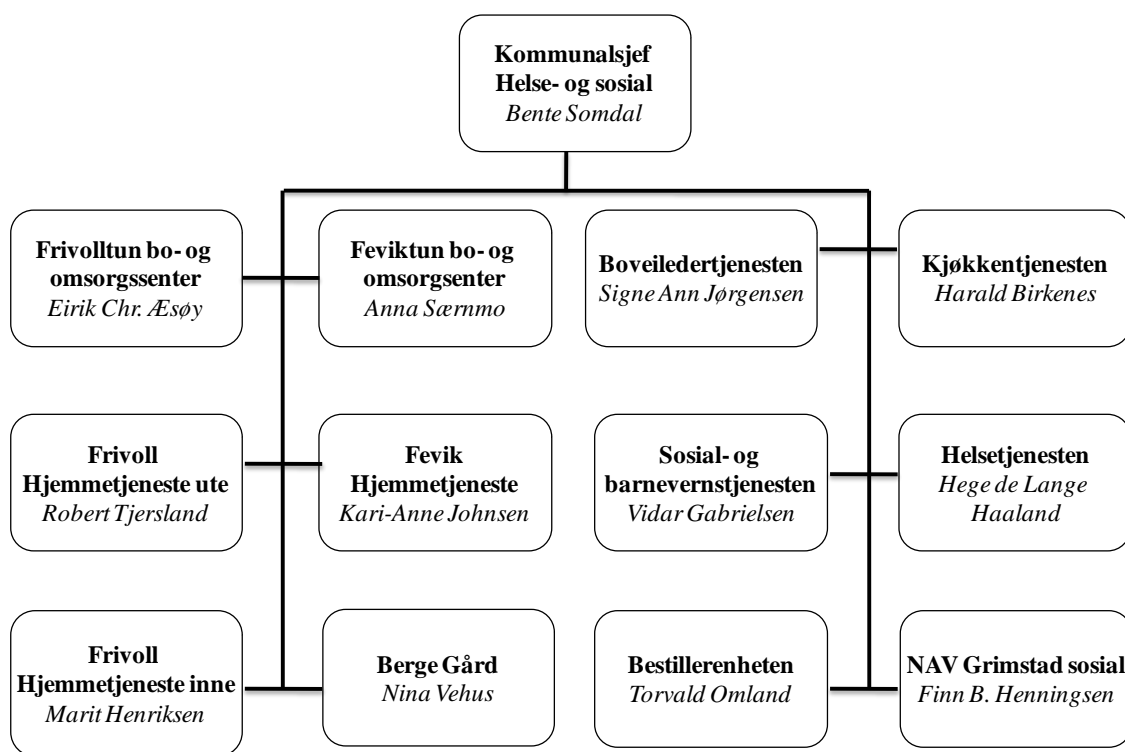 Kommunalsjef
Helse- og sosial
Bente Somdal
Frivolltun bo- og
omsorgssenter
Eirik Chr. Æsøy
Feviktun bo- og
omsorgsenter
Anna Særnmo
Boveiledertjenesten
Signe Ann Jørgensen
Kjøkkentjenesten
Harald Birkenes
Frivoll
Hjemmetjeneste ute
Robert Tjersland
Fevik
Hjemmetjeneste
Kari-Anne Johnsen
Sosial- og
barnevernstjenesten
Vidar Gabrielsen
Helsetjenesten
Hege de Lange
Haaland
Frivoll
Hjemmetjeneste inne
Marit Henriksen
Berge Gård
Nina Vehus
Bestillerenheten
Torvald Omland
NAV Grimstad sosial
Finn B. Henningsen